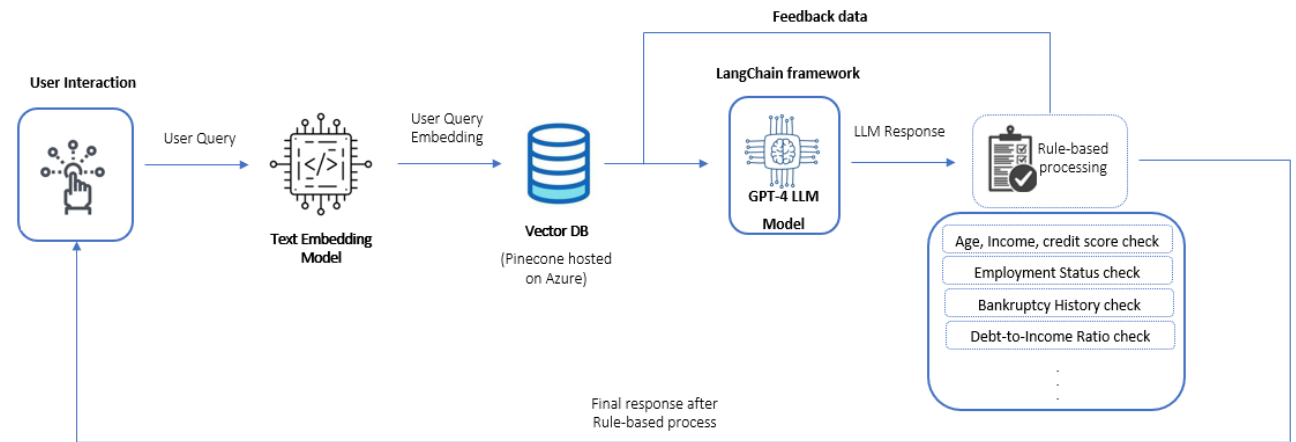 Feedback data
User Interaction
LangChain framework
User Query
User Query
Embedding
LLM Response
</>
Rule-based
processing
GPT-4 LLM
Model
Text Embedding
Model
Vector DB
(Pinecone hosted
on Azure)
Age, Income, credit score check
Employment Status check
Bankruptcy History check
Debt-to-Income Ratio check
.
.
.
Final response after
Rule-based process